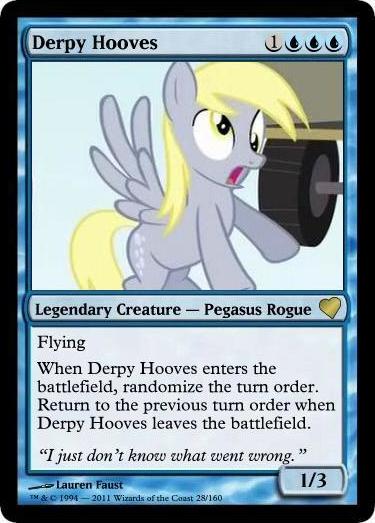 Derpy Hooves 1
Legendary Creature — Pegasus Rogue
Flying
When Derpy Hooves enters the
battlefield, randomize the turn order.
Return to the previous turn order when
Derpy Hooves leaves the battlefield.
“I just don't know what went wrong.”
1/3
Lauren Faust
™ & © 1994 — 2011 Wizards of the Coast 28/160